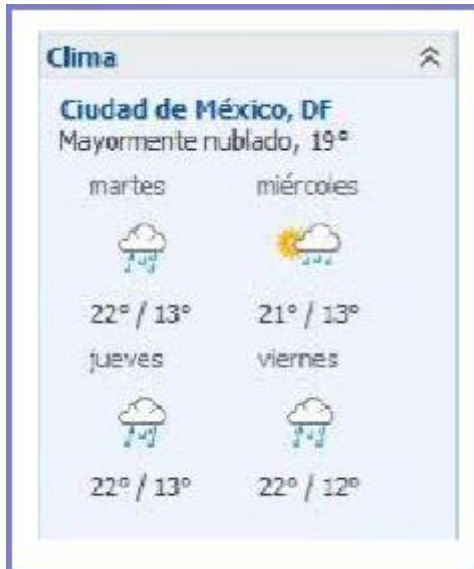 Clima
Ciudad de México, DF
Mayormente nublado, 19°
martes miércoles
22° / 13° 21° / 13°
jueves viernes
22° / 13° 22° / 12°